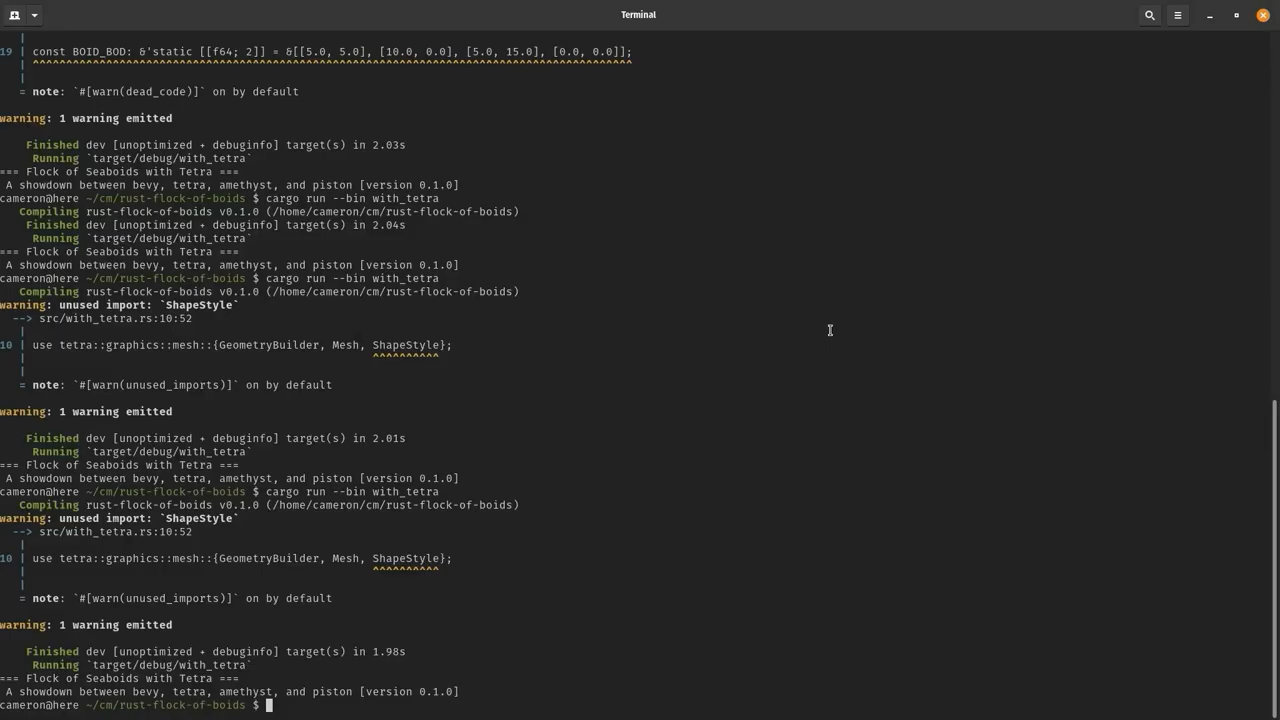 Terminal
|
19 | const BOID_BOD: &'static [[f64; 2]] = &[[5.0, 5.0], [10.0, 0.0], [5.0, 15.0], [0.0, 0.0]];
| ^^^^^^^^^^^^^^^^^^^^^^^^^^^^^^^^^^^^^^^^^^^^^^^^^^^^^^^^^^^^^^^^^^^^^^^^^^^^^^^^^^^^^^^^^^
|
= note: `#[warn(dead_code)]` on by default
warning: 1 warning emitted
Finished dev [unoptimized + debuginfo] target(s) in 2.03s
Running `target/debug/with_tetra`
=== Flock of Seaboids with Tetra ===
A showdown between bevy, tetra, amethyst, and piston [version 0.1.0]
cameron@here ~/cm/rust-flock-of-boids $ cargo run --bin with_tetra
Compiling rust-flock-of-boids v0.1.0 (/home/cameron/cm/rust-flock-of-boids)
Finished dev [unoptimized + debuginfo] target(s) in 2.04s
Running `target/debug/with_tetra`
=== Flock of Seaboids with Tetra ===
A showdown between bevy, tetra, amethyst, and piston [version 0.1.0]
cameron@here ~/cm/rust-flock-of-boids $ cargo run --bin with_tetra
Compiling rust-flock-of-boids v0.1.0 (/home/cameron/cm/rust-flock-of-boids)
warning: unused import: `ShapeStyle`
--> src/with_tetra.rs:10:52
|
10 | use tetra::graphics::mesh::{GeometryBuilder, Mesh, ShapeStyle};
| ^^^^^^^^^^
|
= note: `#[warn(unused_imports)]` on by default
warning: 1 warning emitted
Finished dev [unoptimized + debuginfo] target(s) in 2.01s
Running `target/debug/with_tetra`
=== Flock of Seaboids with Tetra ===
A showdown between bevy, tetra, amethyst, and piston [version 0.1.0]
cameron@here ~/cm/rust-flock-of-boids $ cargo run --bin with_tetra
Compiling rust-flock-of-boids v0.1.0 (/home/cameron/cm/rust-flock-of-boids)
warning: unused import: `ShapeStyle`
--> src/with_tetra.rs:10:52
|
10 | use tetra::graphics::mesh::{GeometryBuilder, Mesh, ShapeStyle};
| ^^^^^^^^^^
|
= note: `#[warn(unused_imports)]` on by default
warning: 1 warning emitted
Finished dev [unoptimized + debuginfo] target(s) in 1.98s
Running `target/debug/with_tetra`
=== Flock of Seaboids with Tetra ===
A showdown between bevy, tetra, amethyst, and piston [version 0.1.0]
cameron@here ~/cm/rust-flock-of-boids $